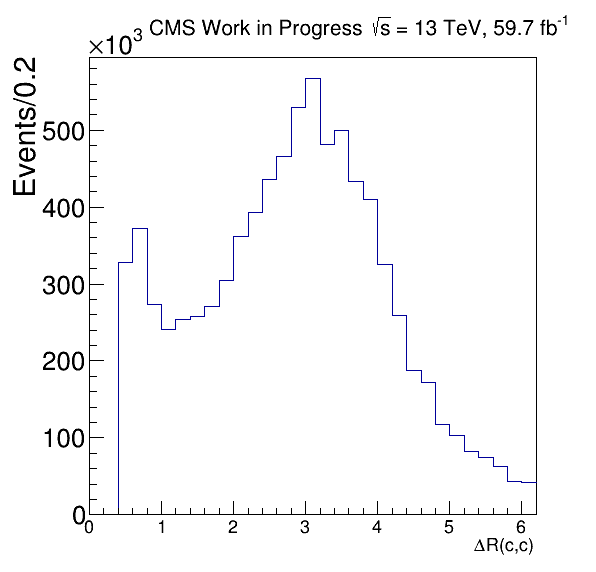 ×10³ CMS Work in Progress √s = 13 TeV, 59.7 fb⁻¹
Events/0.2
500
400
300
200
100
0
0 1 2 3 4 5 6
ΔR(c,c)